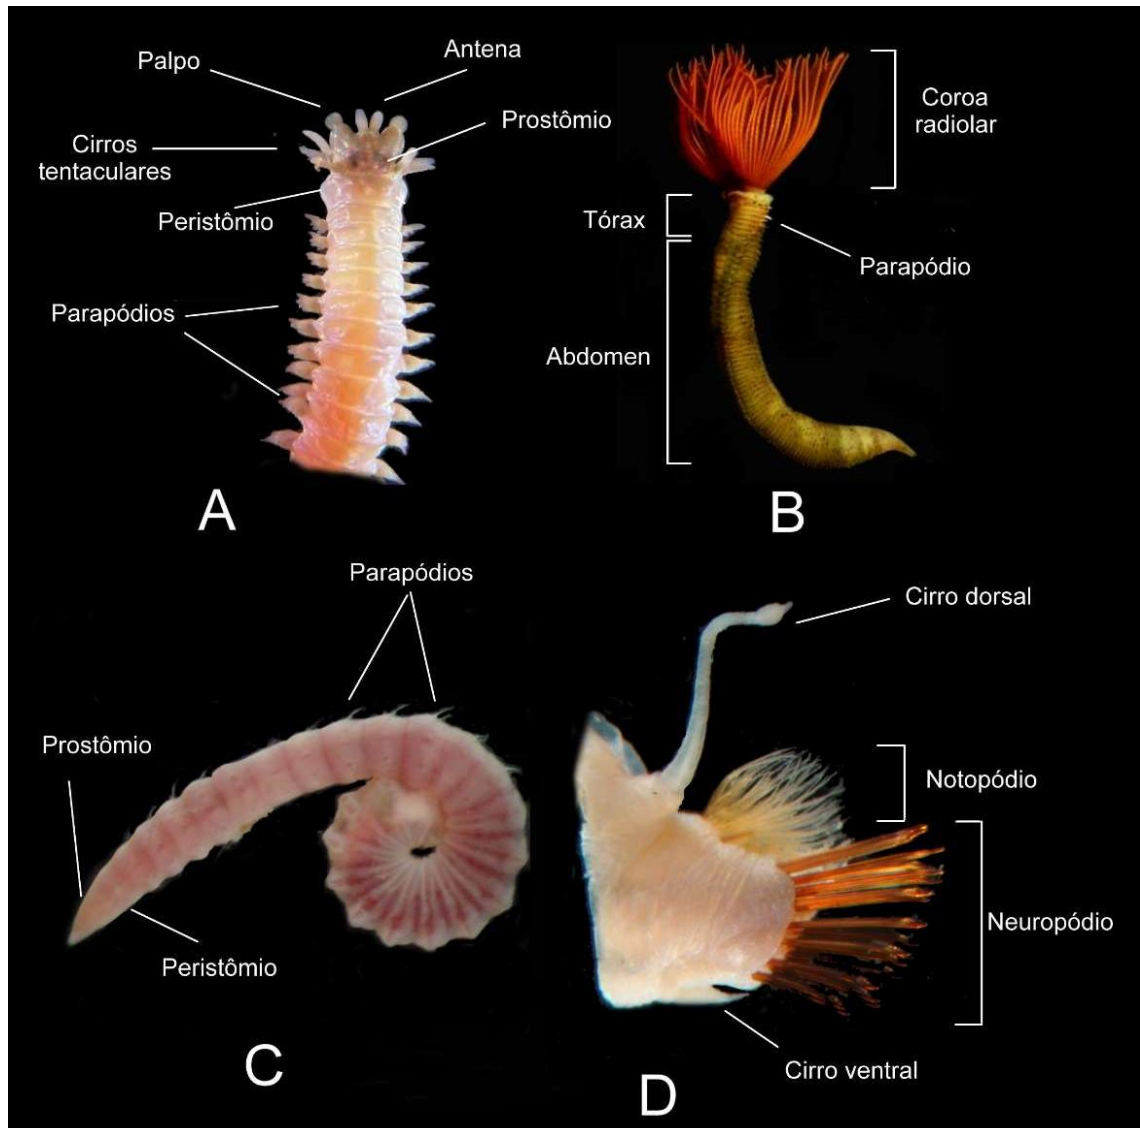 Palpo
Antena
Prostômio
Cirros
tentaculares
Peristômio
Parapódios
A
Coroa
radiolar
Tórax
Parapódio
Abdomen
B
Parapódios
Prostômio
Peristômio
C
Cirro dorsal
Notopódio
Neuropódio
Cirro ventral
D